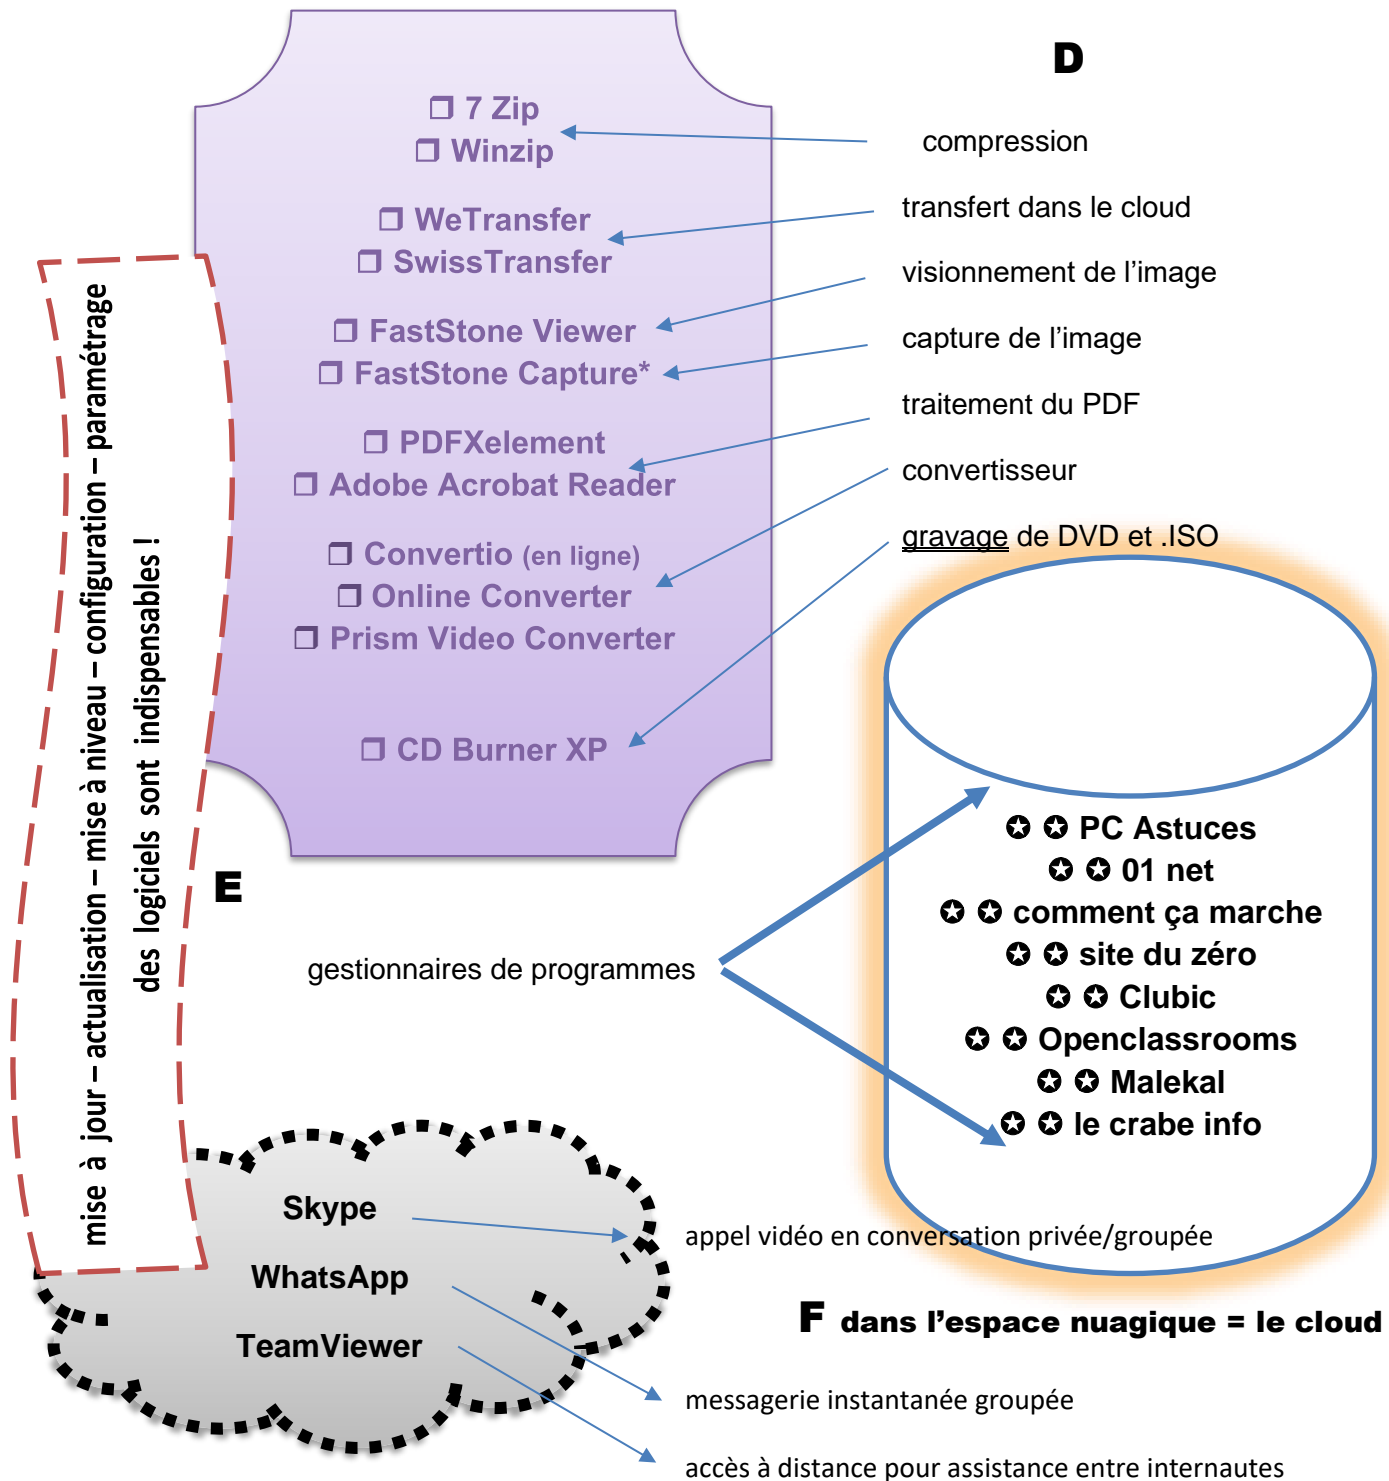 D
❐ 7 Zip
❐ Winzip
compression
❐ WeTransfer
❐ SwissTransfer
transfert dans le cloud
❐ FastStone Viewer
visionnement de l’image
❐ FastStone Capture*
capture de l’image
❐ PDFXelement
❐ Adobe Acrobat Reader
traitement du PDF
❐ Convertio (en ligne)
❐ Online Converter
❐ Prism Video Converter
convertisseur
❐ CD Burner XP
gravage de DVD et .ISO
mise à jour – actualisation – mise à niveau – configuration – paramétrage
des logiciels sont indispensables !
E
gestionnaires de programmes
✪ ✪ PC Astuces
✪ ✪ 01 net
✪ ✪ comment ça marche
✪ ✪ site du zéro
✪ ✪ Clubic
✪ ✪ Openclassrooms
✪ ✪ Malekal
✪ ✪ le crabe info
Skype
appel vidéo en conversation privée/groupée
WhatsApp
F dans l’espace nuagique = le cloud
TeamViewer
messagerie instantanée groupée
accès à distance pour assistance entre internautes